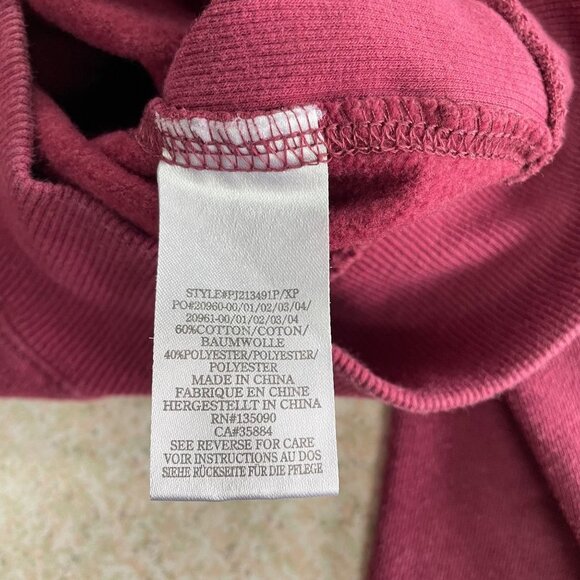 STYLE#PJ213491P/XP
PO#20960-00/01/02/03/04/
20961-00/01/02/03/04
60%COTTON/COTON/
BAUMWOLLE
40%POLYESTER/POLYESTER/
POLYESTER
MADE IN CHINA
FABRIQUE EN CHINE
HERGESTELLT IN CHINA
RN#135090
CA#35884
SEE REVERSE FOR CARE
VOIR INSTRUCTIONS AU DOS
SIEHE RÜCKSEITE FÜR DIE PFLEGE